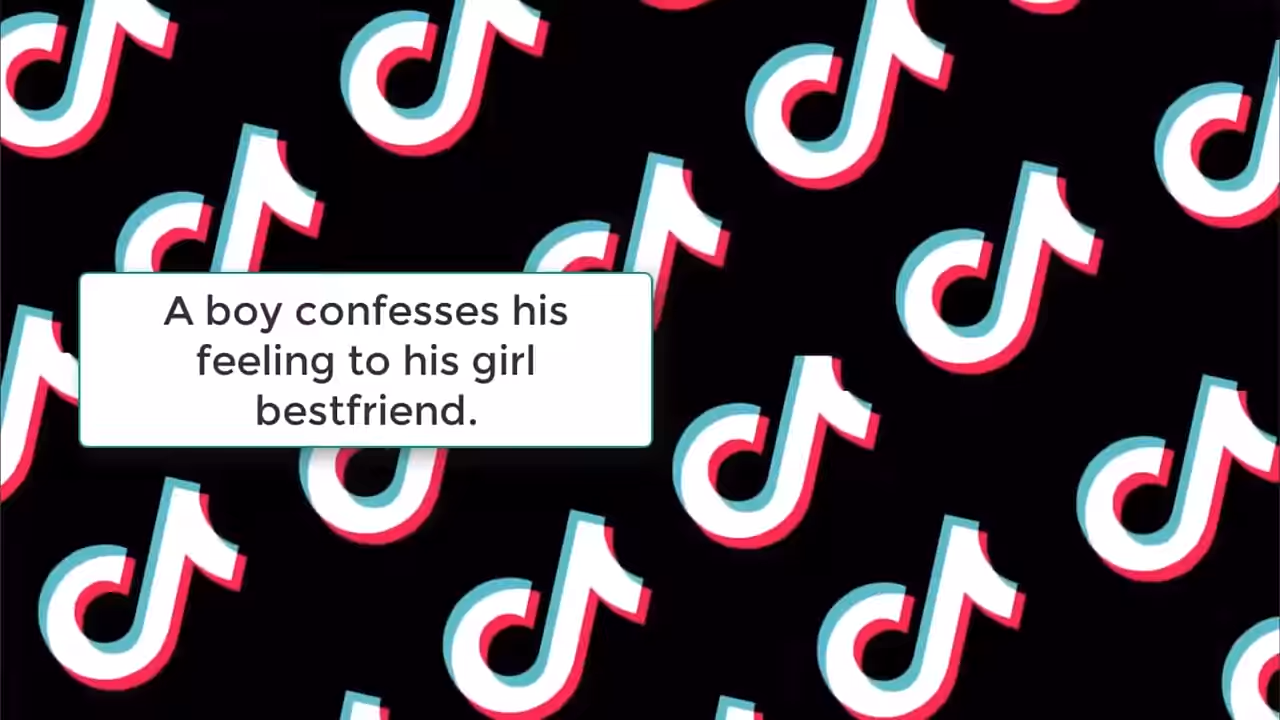 A boy confesses his
feeling to his girl
bestfriend.